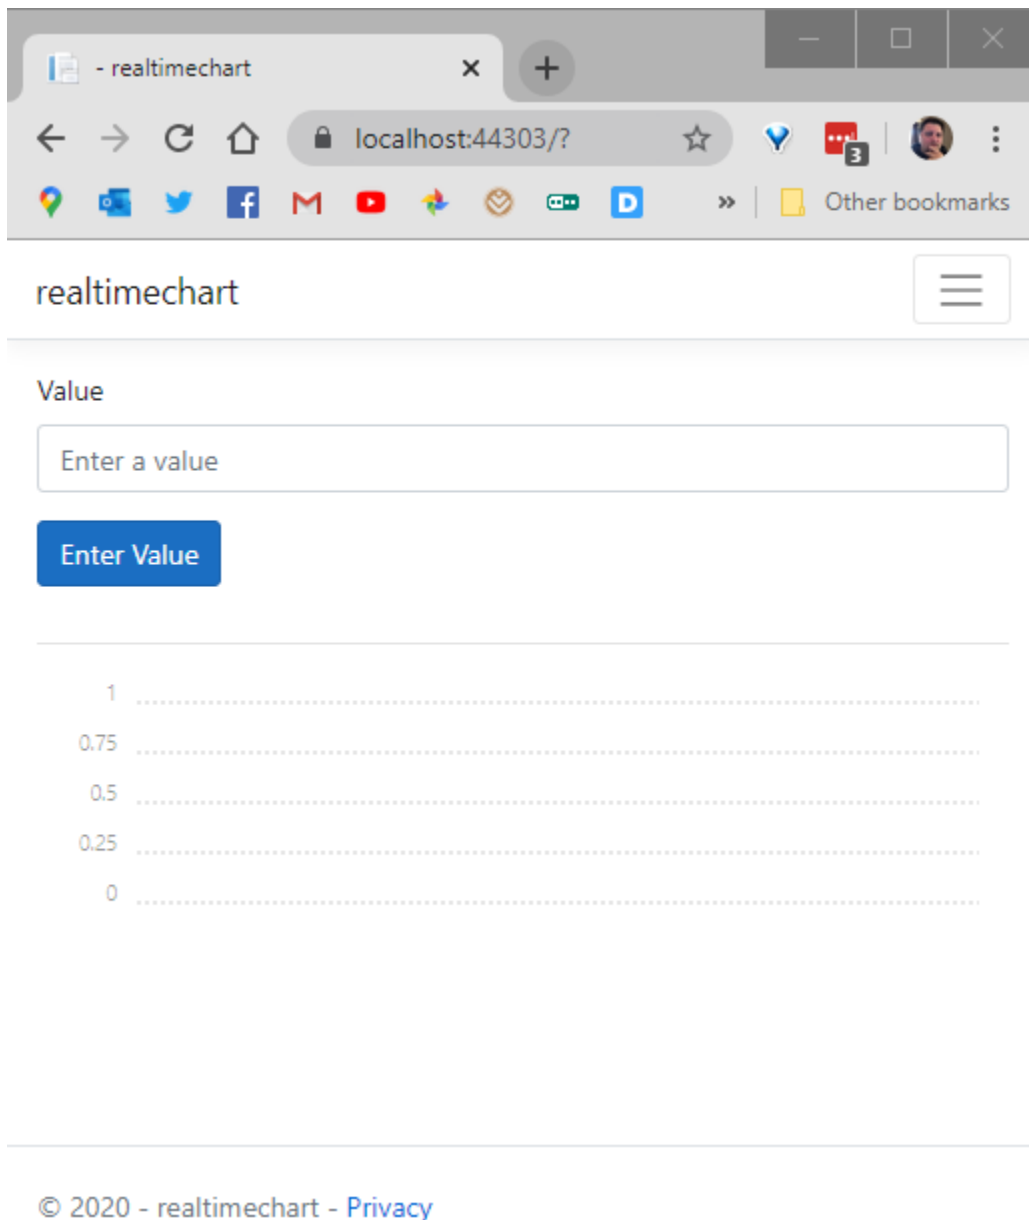 - realtimechart
localhost:44303/?
3
Other bookmarks
realtimechart
Value
Enter a value
Enter Value
1
0.75
0.5
0.25
0
© 2020 - realtimechart - Privacy